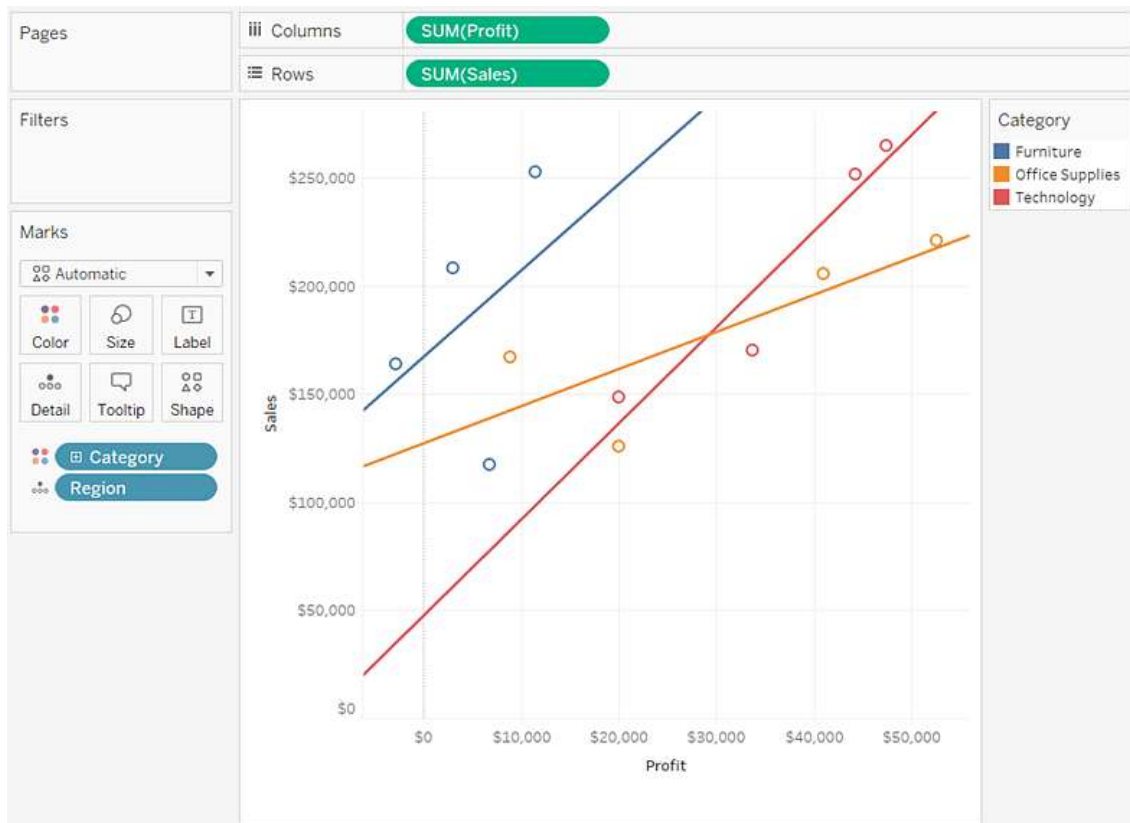 Pages
Columns
SUM(Profit)
Rows
SUM(Sales)
Filters
Marks
Automatic
Color
Size
T
Label
Detail
Tooltip
Shape
Category
Region
$250,000
$200,000
$150,000
$100,000
$50,000
$0
Sales
$0
$10,000
$20,000
$30,000
$40,000
$50,000
Profit
Category
Furniture
Office Supplies
Technology